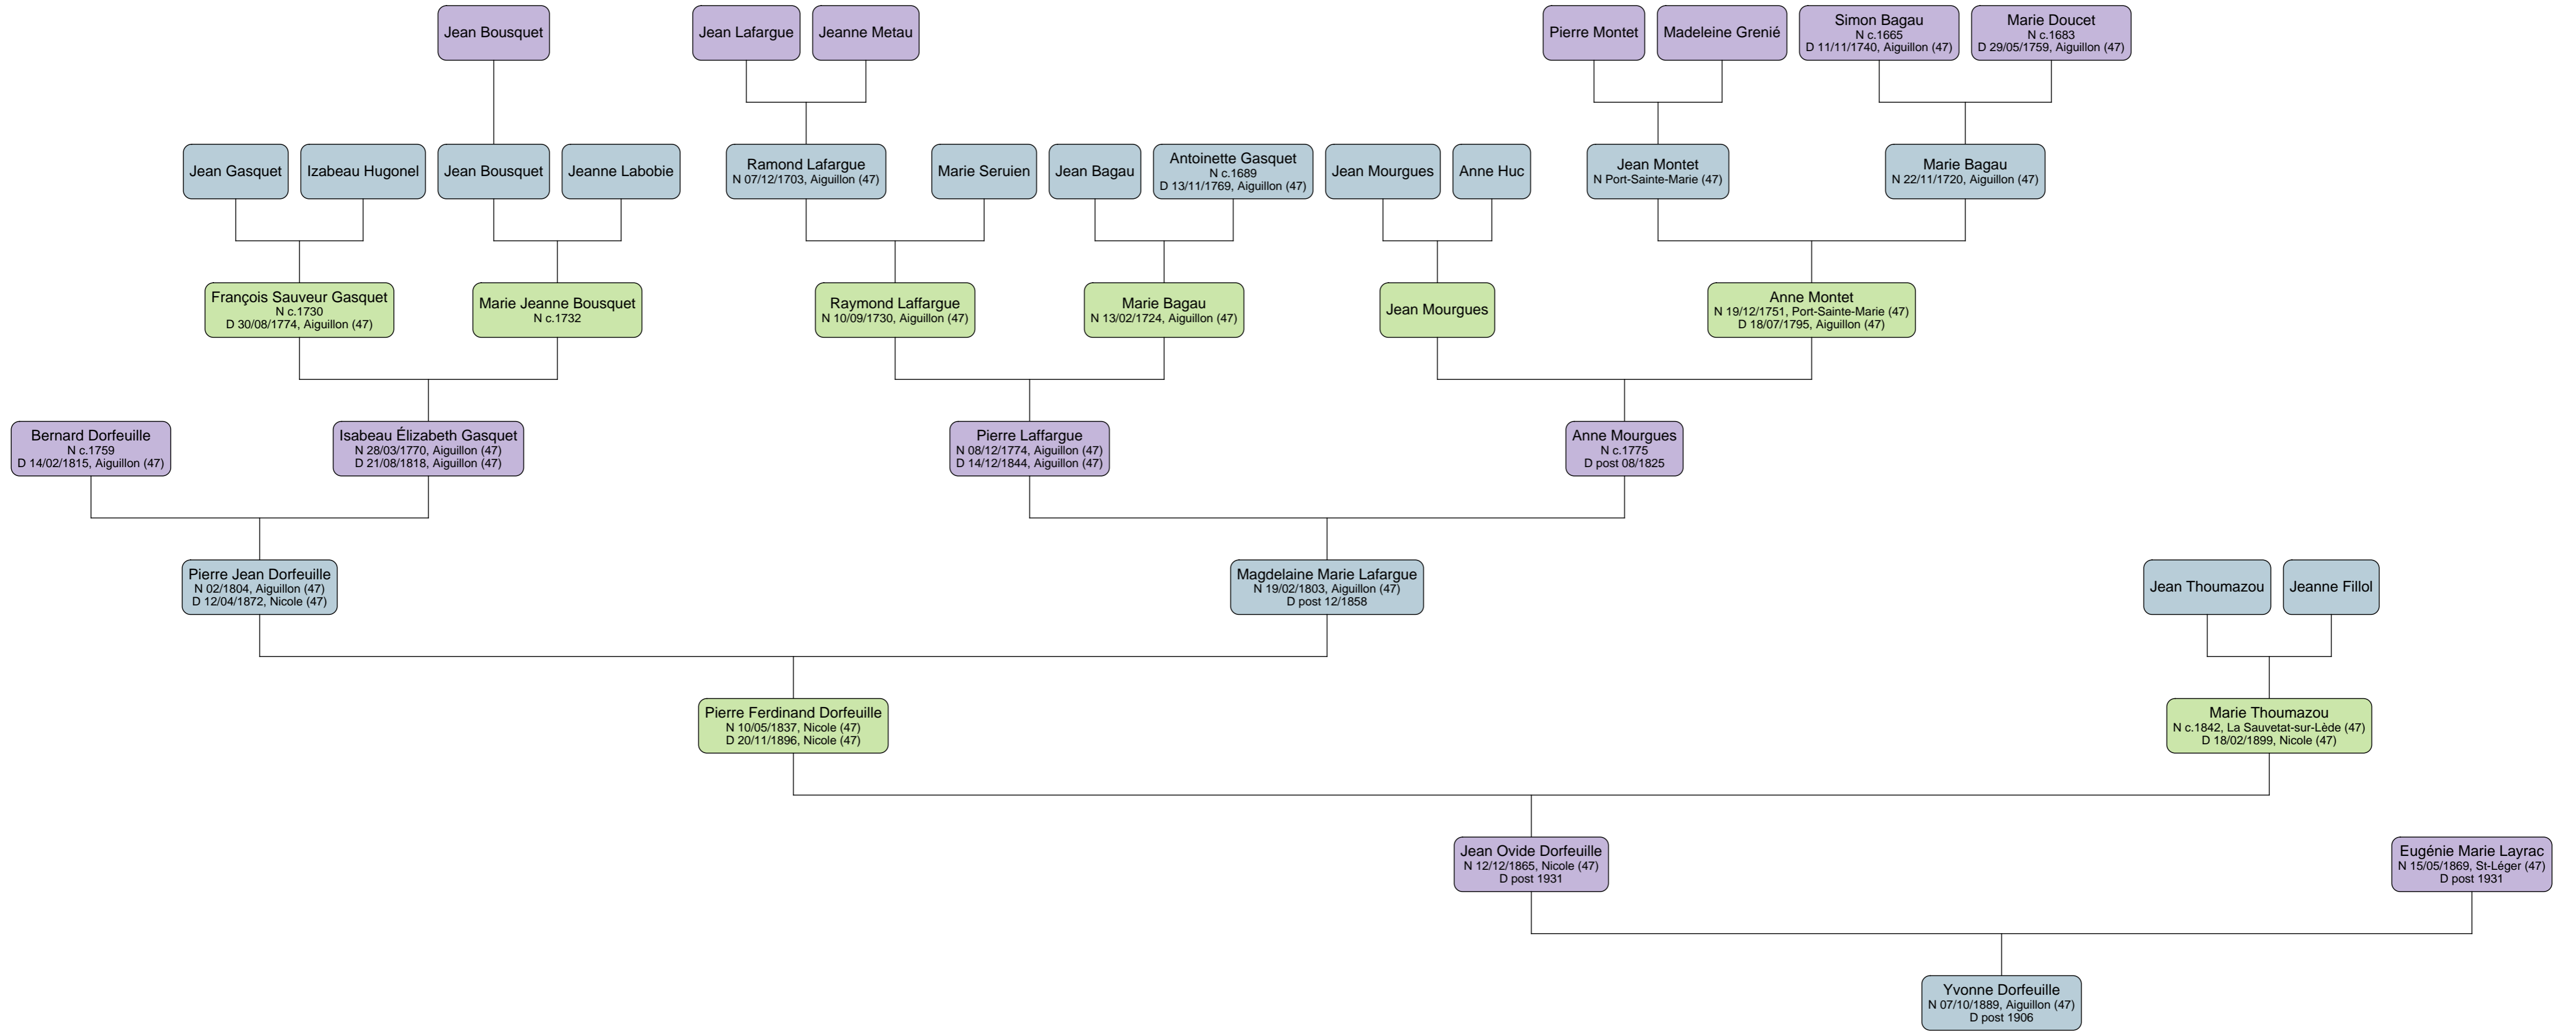 Jean Bousquet
Jean Lafargue
Jeanne Metau
Pierre Montet
Madeleine Grenié
Simon Bagau
N c.1665
D 11/11/1740, Aiguillon (47)
Marie Doucet
N c.1683
D 29/05/1759, Aiguillon (47)
Jean Gasquet
Izabeau Hugonel
Jean Bousquet
Jeanne Labobie
Ramond Lafargue
N 07/12/1703, Aiguillon (47)
Marie Seruien
Jean Bagau
Antoinette Gasquet
N c.1689
D 13/11/1769, Aiguillon (47)
Jean Mourgues
Anne Huc
Jean Montet
N Port-Sainte-Marie (47)
Marie Bagau
N 22/11/1720, Aiguillon (47)
François Sauveur Gasquet
N c.1730
D 30/08/1774, Aiguillon (47)
Marie Jeanne Bousquet
N c.1732
Raymond Laffargue
N 10/09/1730, Aiguillon (47)
Marie Bagau
N 13/02/1724, Aiguillon (47)
Jean Mourgues
Anne Montet
N 19/12/1751, Port-Sainte-Marie (47)
D 18/07/1795, Aiguillon (47)
Bernard Dorfeuille
N c.1759
D 14/02/1815, Aiguillon (47)
Isabeau Élizabeth Gasquet
N 28/03/1770, Aiguillon (47)
D 21/08/1818, Aiguillon (47)
Pierre Laffargue
N 08/12/1774, Aiguillon (47)
D 14/12/1844, Aiguillon (47)
Anne Mourgues
N c.1775
D post 08/1825
Pierre Jean Dorfeuille
N 02/1804, Aiguillon (47)
D 12/04/1872, Nicole (47)
Magdelaine Marie Lafargue
N 19/02/1803, Aiguillon (47)
D post 12/1858
Jean Thoumazou
Jeanne Fillol
Pierre Ferdinand Dorfeuille
N 10/05/1837, Nicole (47)
D 20/11/1896, Nicole (47)
Marie Thoumazou
N c.1842, La Sauvetat-sur-Lède (47)
D 18/02/1899, Nicole (47)
Jean Ovide Dorfeuille
N 12/12/1865, Nicole (47)
D post 1931
Eugénie Marie Layrac
N 15/05/1869, St-Léger (47)
D post 1931
Yvonne Dorfeuille
N 07/10/1889, Aiguillon (47)
D post 1906